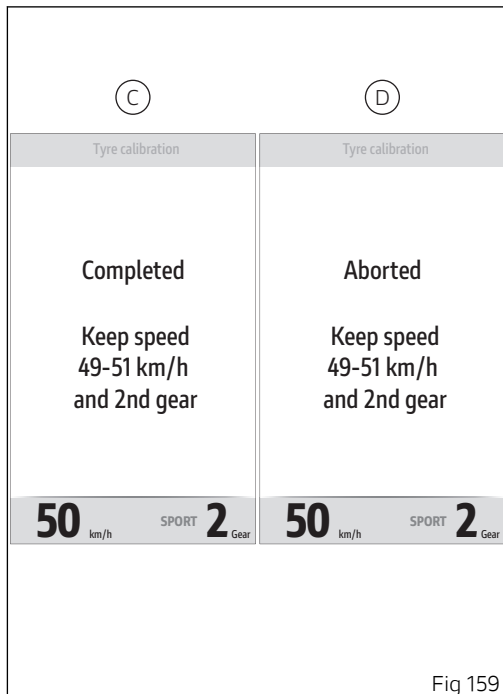 C
Tyre calibration
Completed
Keep speed
49-51 km/h
and 2nd gear
50 km/h SPORT 2 Gear
D
Tyre calibration
Aborted
Keep speed
49-51 km/h
and 2nd gear
50 km/h SPORT 2 Gear
Fig 159